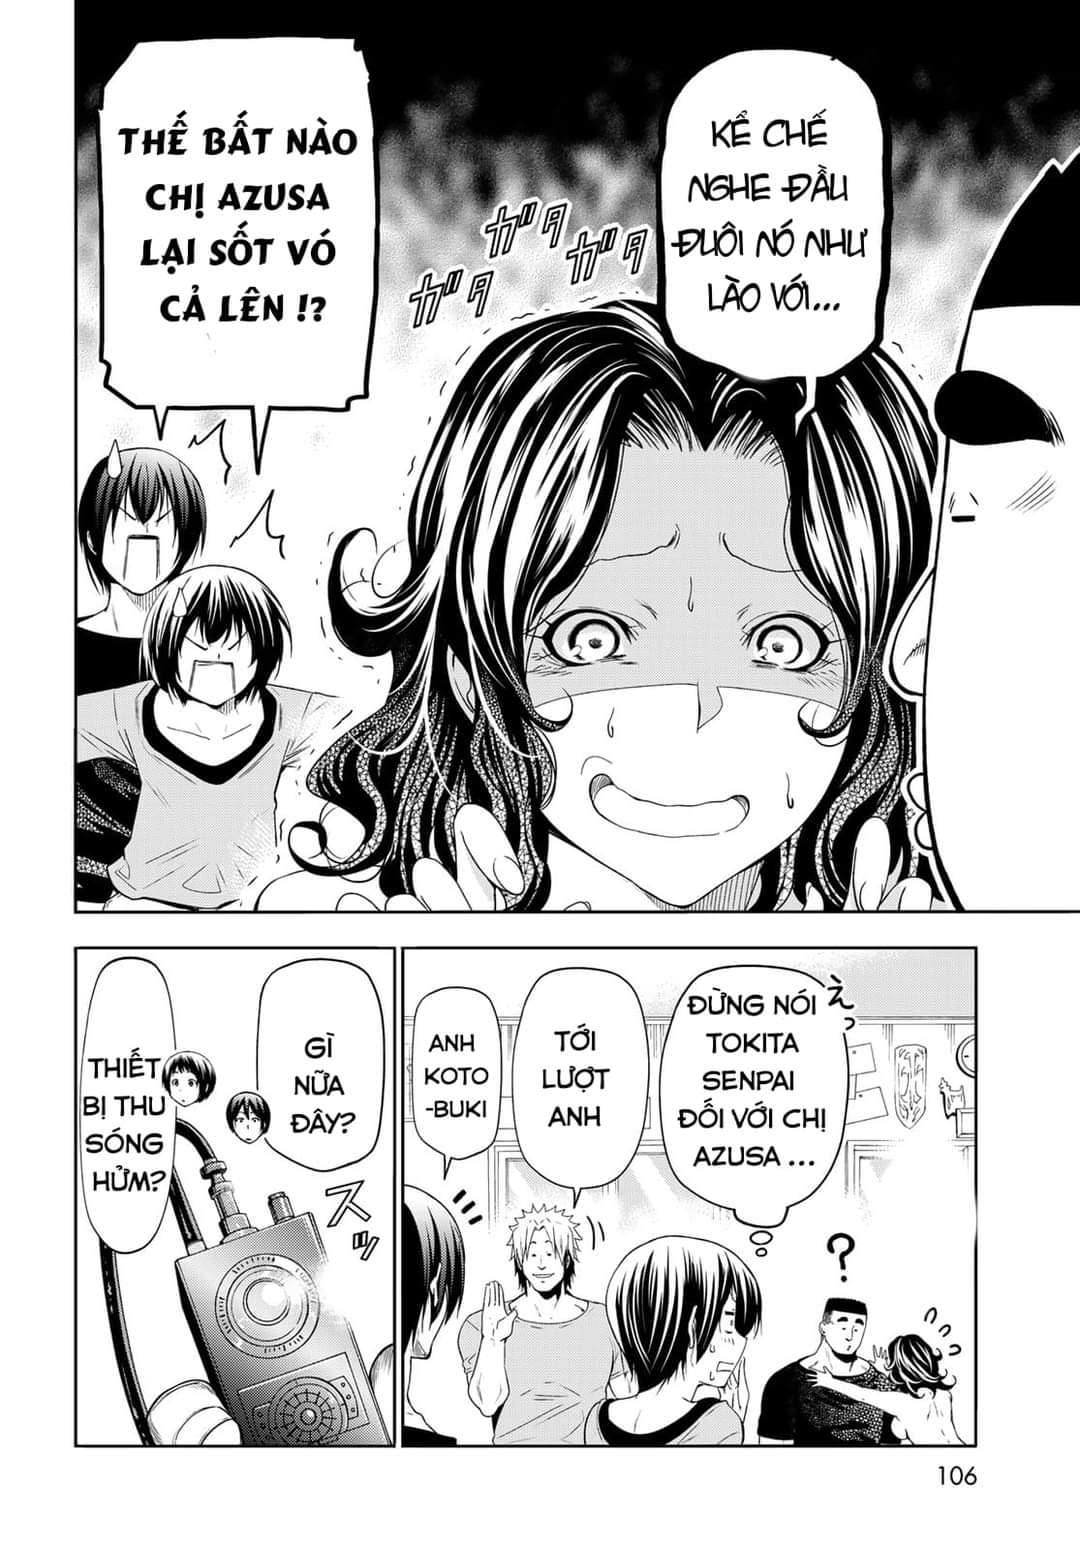 KỂ CHẾ
NGHE ĐẦU
ĐUÔI NÓ NHƯ
LÀO VỚI...
ガタ
ガタ
ガタ
THẾ BẤT NÀO
CHỊ AZUSA
LẠI SỐT VÓ
CẢ LÊN !?
えっ
ĐỪNG NÓI
TOKITA
SENPAI
ĐỐI VỚI CHỊ
AZUSA ...
?
TỚI
LƯỢT
ANH
ANH
KOTO
-BUKI
GÌ
NỮA
ĐÂY?
スッ
THIẾT
BỊ THU
SÓNG
HỬM?
106